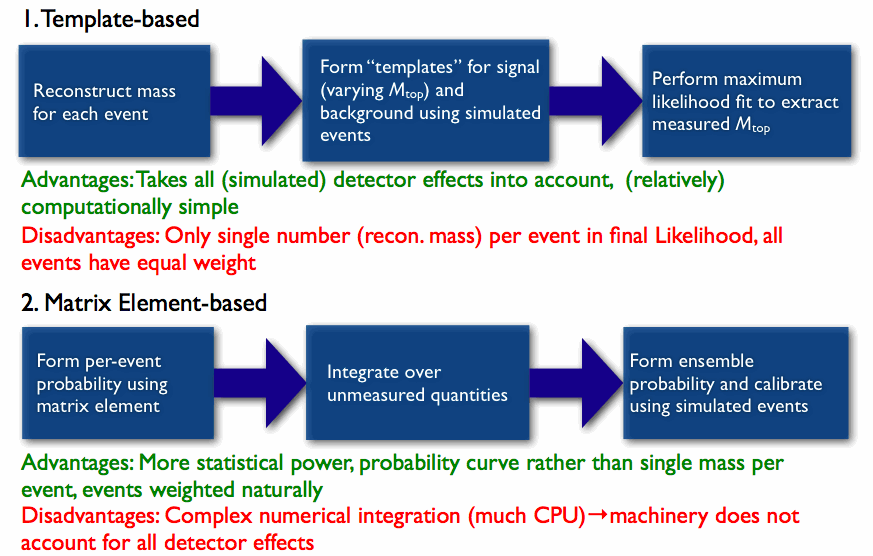 1. Template-based
Reconstruct mass
for each event
Form “templates” for signal
(varying Mtop) and
background using simulated
events
Perform maximum
likelihood fit to extract
measured Mtop
Advantages: Takes all (simulated) detector effects into account, (relatively)
computationally simple
Disadvantages: Only single number (recon. mass) per event in final Likelihood, all
events have equal weight
2. Matrix Element-based
Form per-event
probability using
matrix element
Integrate over
unmeasured quantities
Form ensemble
probability and calibrate
using simulated events
Advantages: More statistical power, probability curve rather than single mass per
event, events weighted naturally
Disadvantages: Complex numerical integration (much CPU)→machinery does not
account for all detector effects